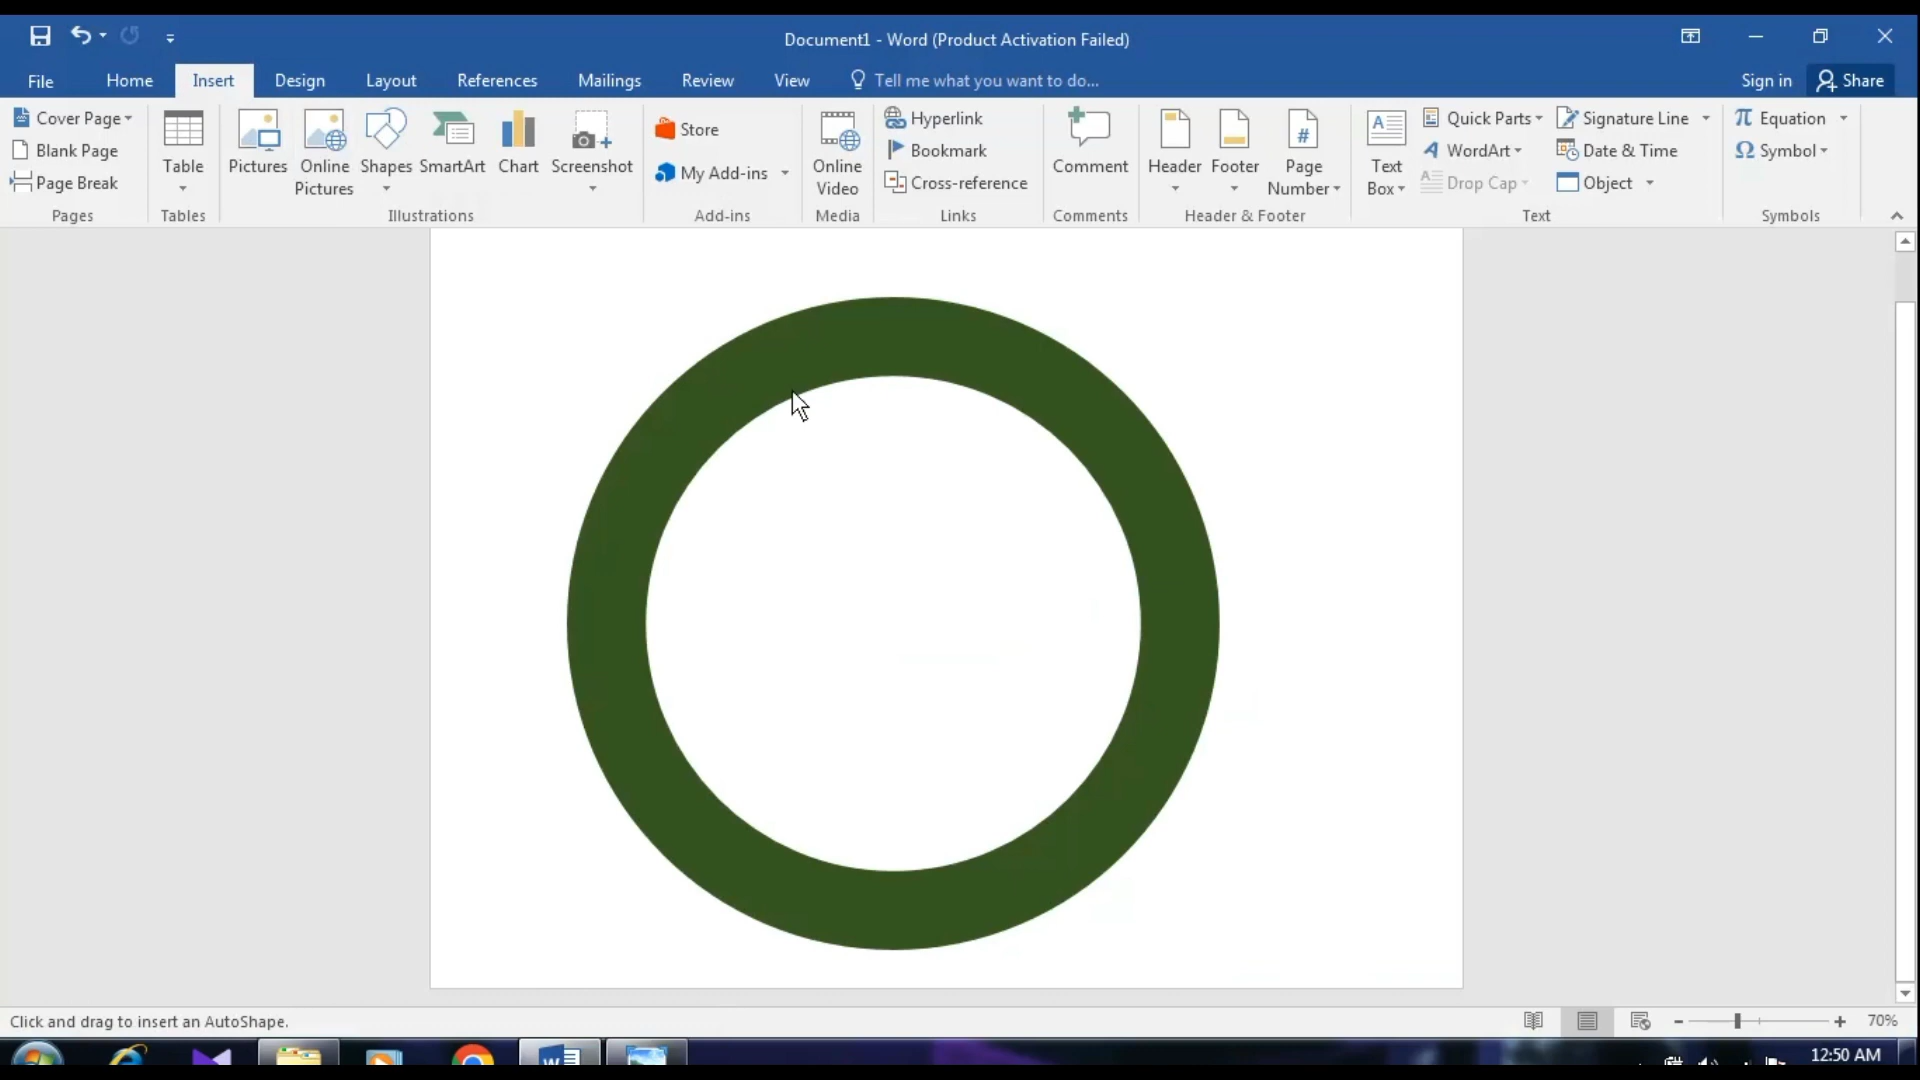 Document1 - Word (Product Activation Failed)
File Home Insert Design Layout References Mailings Review View Tell me what you want to do... Sign in Share
Cover Page
Blank Page
Page Break
Pages
Table
Tables
Pictures
Online
Pictures
Shapes
SmartArt
Chart
Screenshot
Illustrations
Store
My Add-ins
Add-ins
Online
Video
Media
Hyperlink
Bookmark
Cross-reference
Links
Comment
Comments
Header
Footer
Page
Number
#
Header & Footer
A
Text
Box
Quick Parts
WordArt
Drop Cap
Signature Line
Date & Time
Object
Text
π Equation
Ω Symbol
Symbols
Click and drag to insert an AutoShape.
70%
12:50 AM